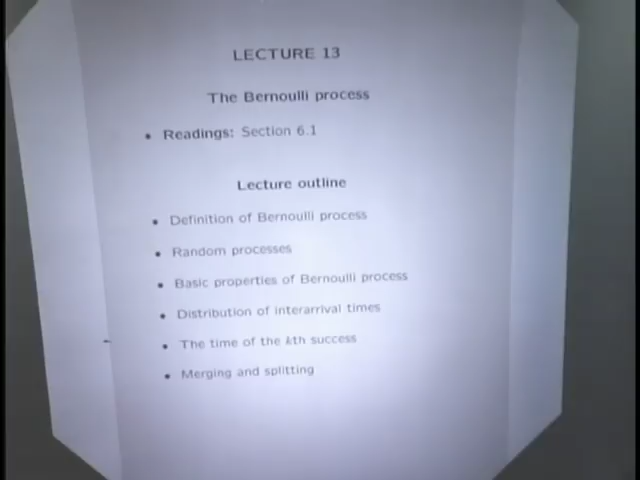 LECTURE 13
The Bernoulli process
• Readings: Section 6.1
Lecture outline
• Definition of Bernoulli process
• Random processes
• Basic properties of Bernoulli process
• Distribution of interarrival times
• The time of the kth success
• Merging and splitting